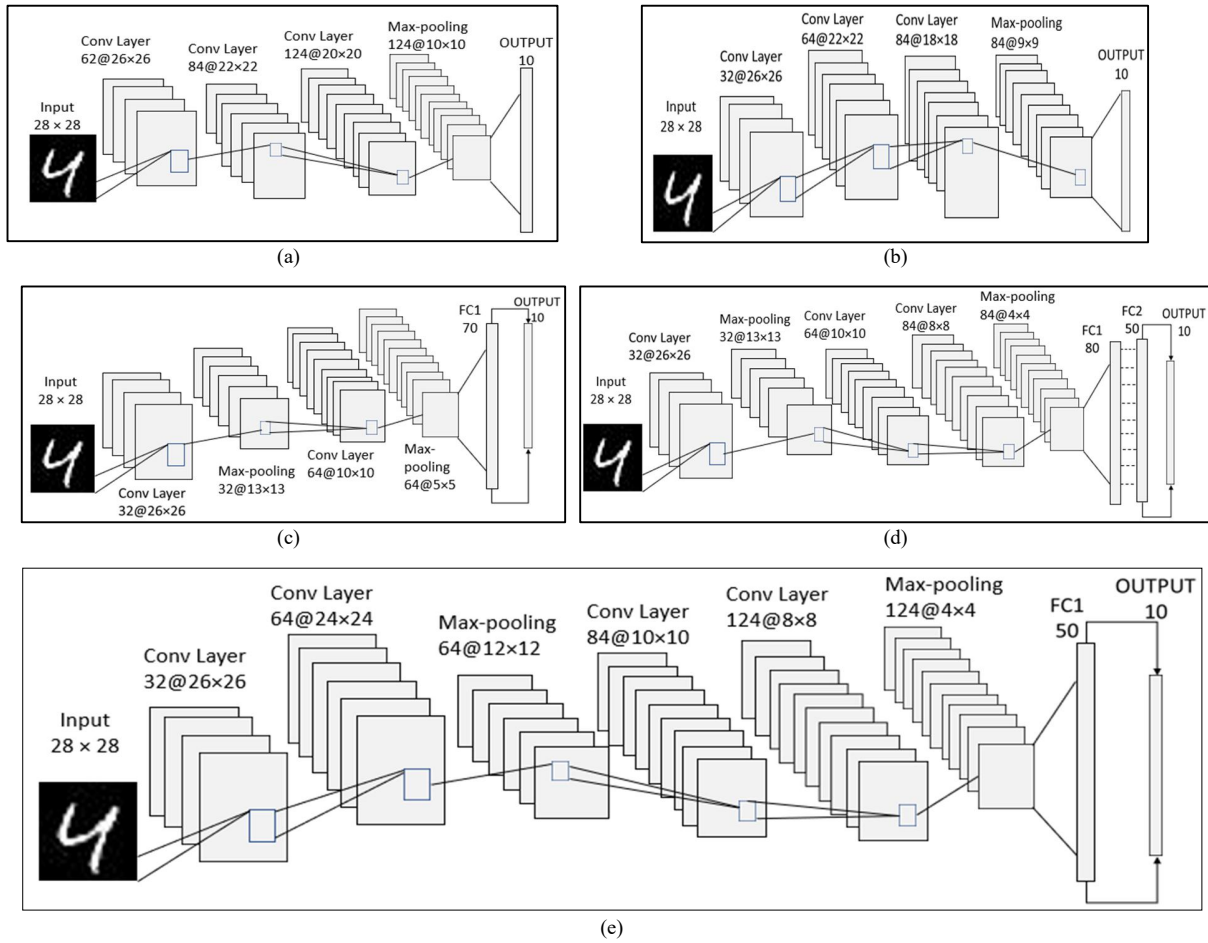 Input
28 × 28
Conv Layer
62@26×26
Conv Layer
84@22×22
Conv Layer
124@20×20
Max-pooling
124@10×10
OUTPUT
10
(a)
Input
28 × 28
Conv Layer
32@26×26
Conv Layer
64@22×22
Conv Layer
84@18×18
Max-pooling
84@9×9
OUTPUT
10
(b)
Input
28 × 28
Conv Layer
32@26×26
Max-pooling
32@13×13
Conv Layer
64@10×10
Max-
pooling
64@5×5
FC1
70
OUTPUT
10
(c)
Input
28 × 28
Conv Layer
32@26×26
Max-pooling
32@13×13
Conv Layer
64@10×10
Conv Layer
84@8×8
Max-pooling
84@4×4
FC1
80
FC2
50
OUTPUT
10
(d)
Input
28 × 28
Conv Layer
32@26×26
Conv Layer
64@24×24
Max-pooling
64@12×12
Conv Layer
84@10×10
Conv Layer
124@8×8
Max-pooling
124@4×4
FC1
50
OUTPUT
10
(e)